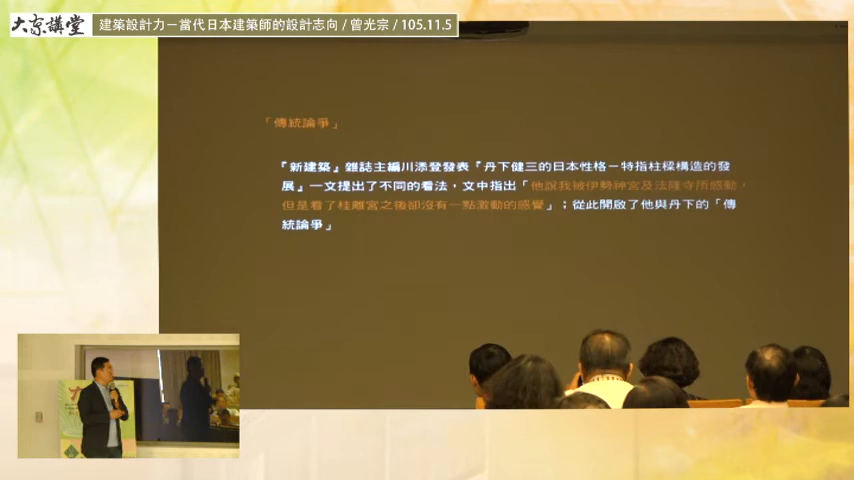 大京講堂 建築設計力－當代日本建築師的設計志向 / 曾光宗 / 105.11.5
「傳統論爭」
『新建築』雜誌主編川添登發表『丹下健三的日本性格－特指柱樑構造的發
展』一文提出了不同的看法，文中指出「他說我被伊勢神宮及法隆寺所感動，
但是看了桂離宮之後卻沒有一點激動的感覺」；從此開啟了他與丹下的「傳
統論爭」